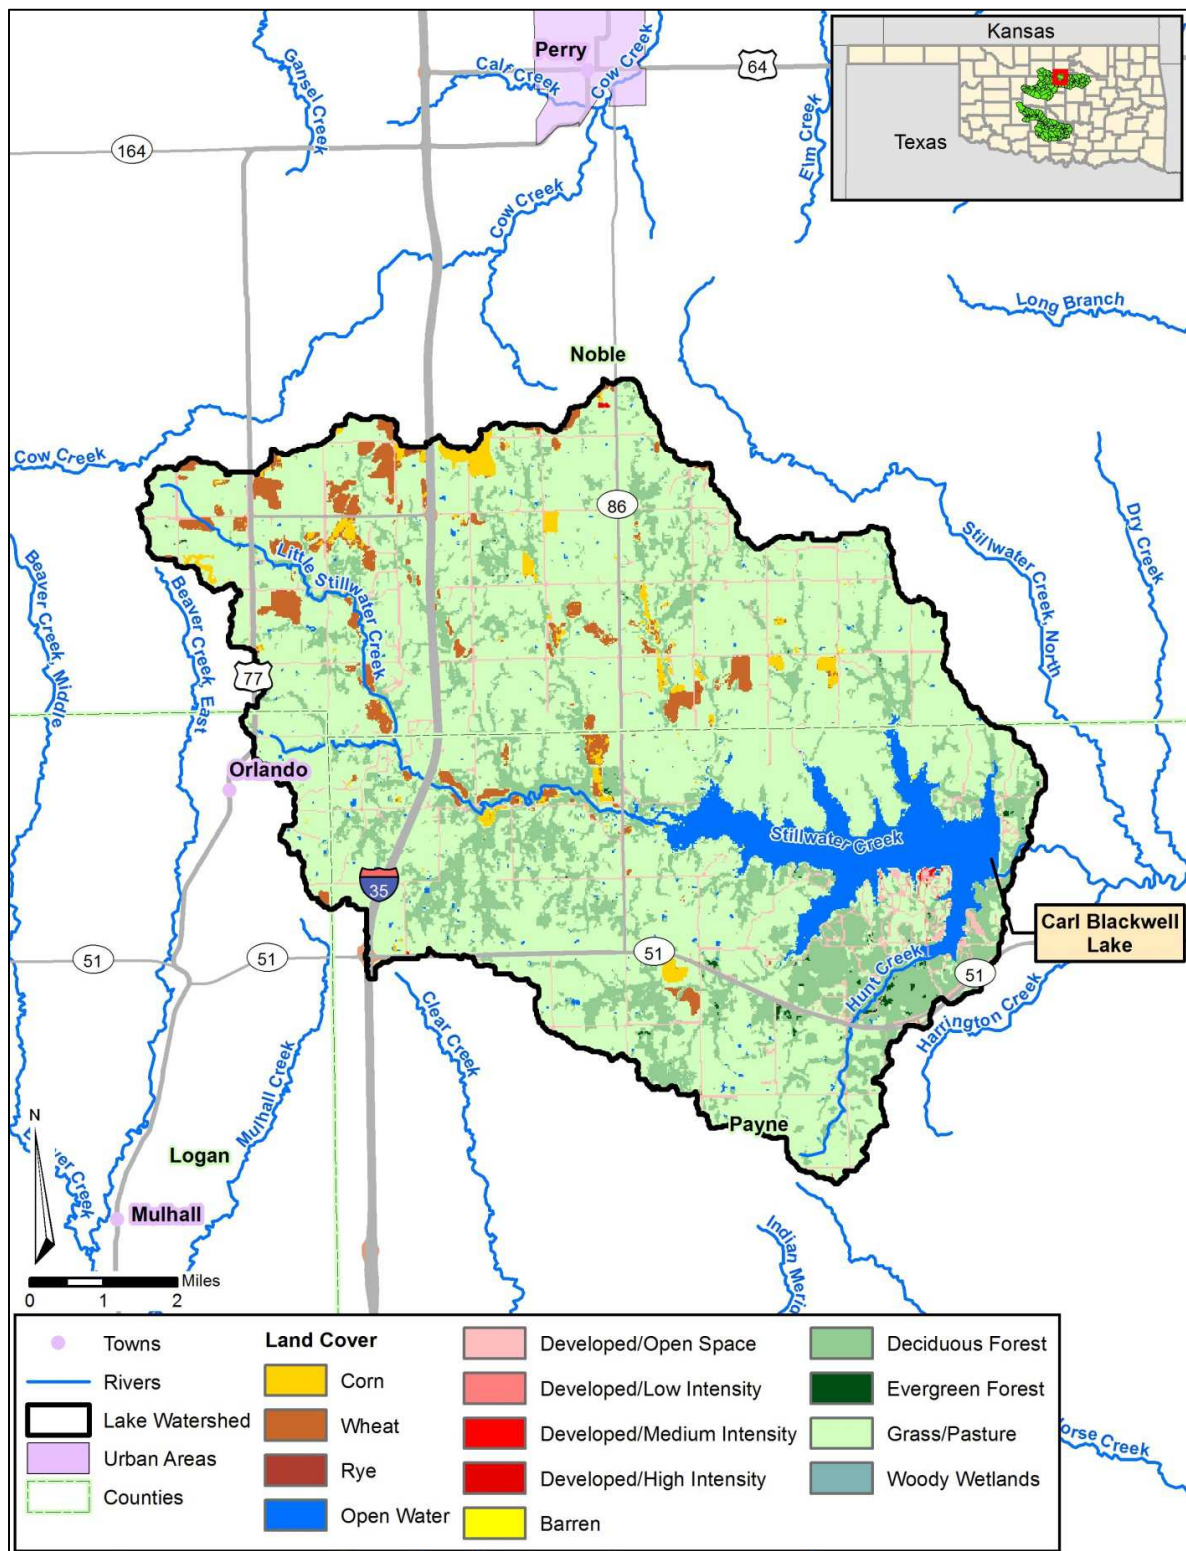 Kansas
Texas
Perry
64
Calf Creek
Cow Creek
Gansel Creek
Elm Creek
164
Cow Creek
Long Branch
Noble
Cow Creek
86
Stillwater Creek, North
Dry Creek
Little Stillwater Creek
Beaver Creek, Middle
Beaver Creek, East
77
Orlando
Stillwater Creek
35
Carl Blackwell
Lake
51
51
51
51
Hunt Creek
Harrington Creek
Clear Creek
Mulhall Creek
Payne
Logan
N
Mulhall
Creek
Indian
Miles
0
1
2
Creek
Towns
Rivers
Lake Watershed
Urban Areas
Counties
Land Cover
Corn
Wheat
Rye
Open Water
Developed/Open Space
Developed/Low Intensity
Developed/Medium Intensity
Developed/High Intensity
Barren
Deciduous Forest
Evergreen Forest
Grass/Pasture
Woody Wetlands